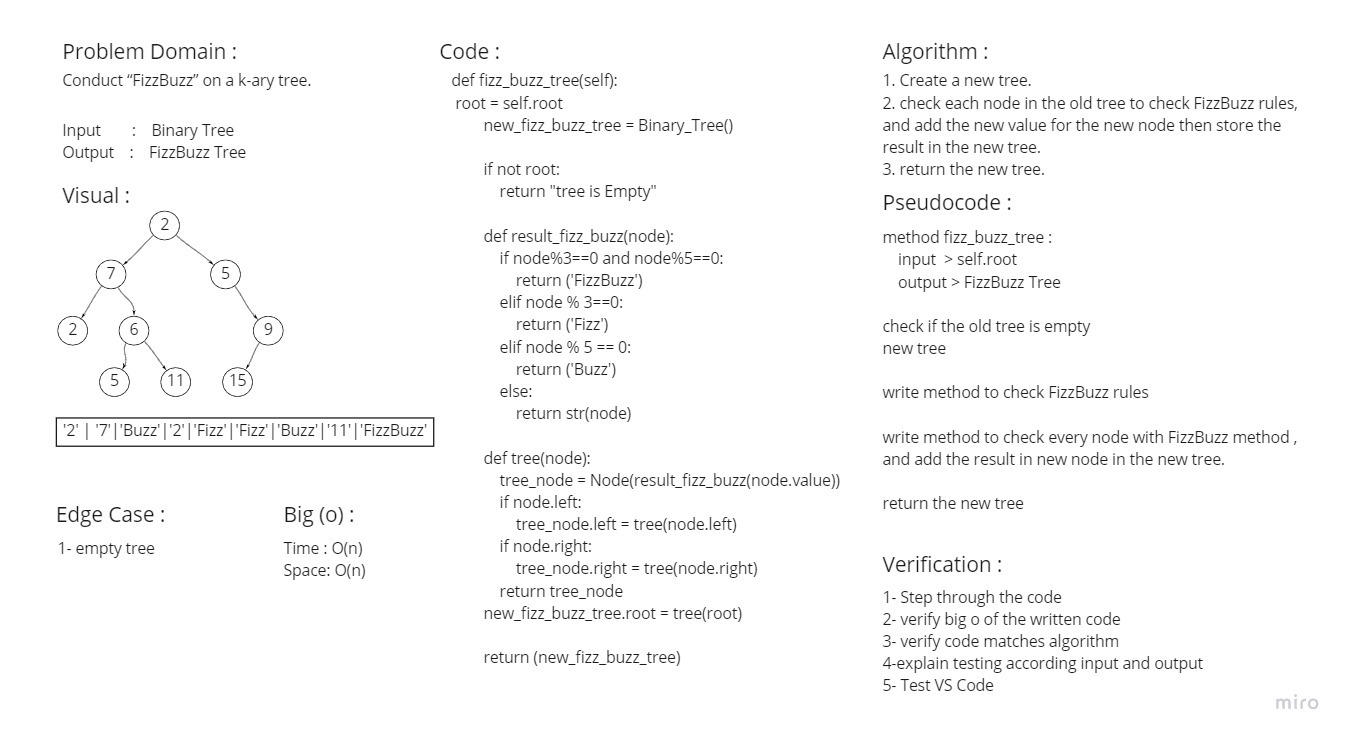 Problem Domain :
Conduct “FizzBuzz” on a k-ary tree.
Input : Binary Tree
Output : FizzBuzz Tree
Visual :
2
7 5
2 6 9
5 11 15
'2' | '7'|'Buzz'|'2'|'Fizz'|'Fizz'|'Buzz'|'11'|'FizzBuzz'
Edge Case :
1- empty tree
Big (o) :
Time : O(n)
Space: O(n)
Code :
def fizz_buzz_tree(self):
root = self.root
new_fizz_buzz_tree = Binary_Tree()
if not root:
return "tree is Empty"
def result_fizz_buzz(node):
if node%3==0 and node%5==0:
return ('FizzBuzz')
elif node % 3==0:
return ('Fizz')
elif node % 5 == 0:
return ('Buzz')
else:
return str(node)
def tree(node):
tree_node = Node(result_fizz_buzz(node.value))
if node.left:
tree_node.left = tree(node.left)
if node.right:
tree_node.right = tree(node.right)
return tree_node
new_fizz_buzz_tree.root = tree(root)
return (new_fizz_buzz_tree)
Algorithm :
1. Create a new tree.
2. check each node in the old tree to check FizzBuzz rules,
and add the new value for the new node then store the
result in the new tree.
3. return the new tree.
Pseudocode :
method fizz_buzz_tree :
input > self.root
output > FizzBuzz Tree
check if the old tree is empty
new tree
write method to check FizzBuzz rules
write method to check every node with FizzBuzz method ,
and add the result in new node in the new tree.
return the new tree
Verification :
1- Step through the code
2- verify big o of the written code
3- verify code matches algorithm
4-explain testing according input and output
5- Test VS Code
miro